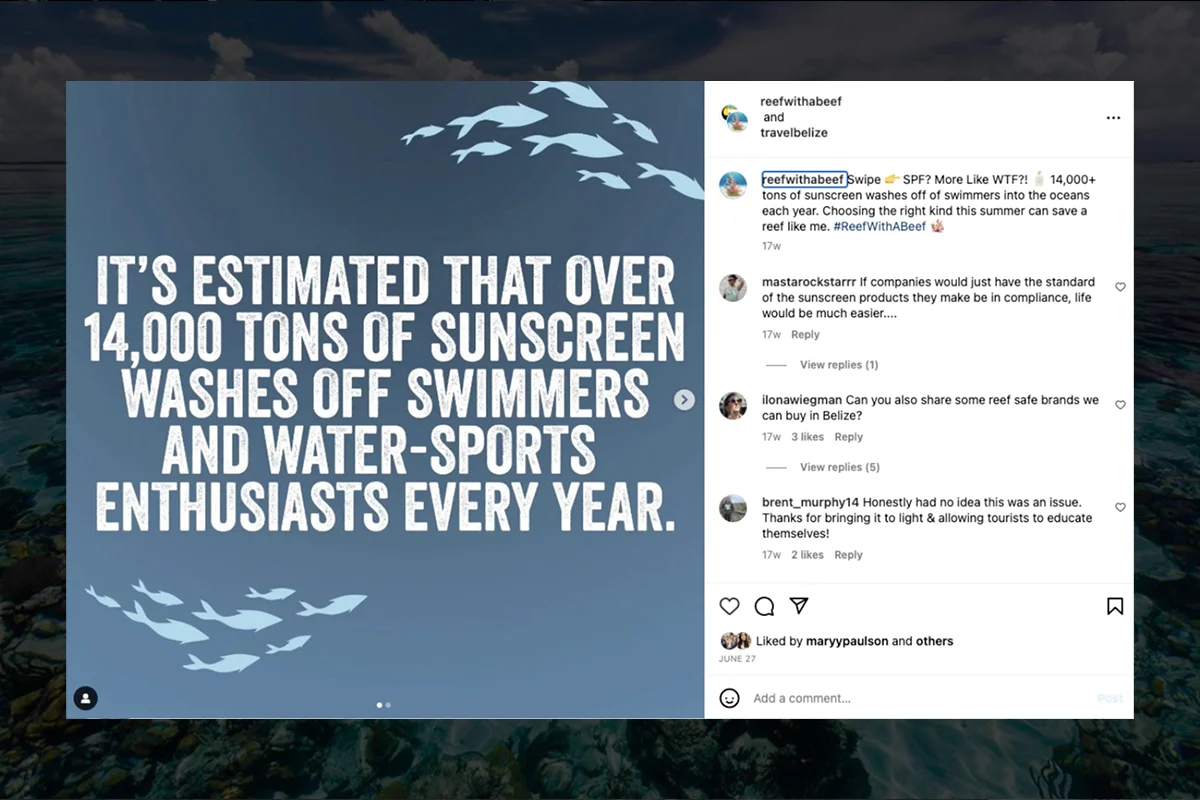 IT'S ESTIMATED THAT OVER
14,000 TONS OF SUNSCREEN
WASHES OFF SWIMMERS
AND WATER-SPORTS
ENTHUSIASTS EVERY YEAR.
reefwithabeef
and
travelbelize
reefwithabeef Swipe 👉 SPF? More Like WTF?! 🧴 14,000+
tons of sunscreen washes off of swimmers into the oceans
each year. Choosing the right kind this summer can save a
reef like me. #ReefWithABeef 🪸
17w
mastarockstarrr If companies would just have the standard
of the sunscreen products they make be in compliance, life
would be much easier....
17w Reply
View replies (1)
ilonawiegman Can you also share some reef safe brands we
can buy in Belize?
17w 3 likes Reply
View replies (5)
brent_murphy14 Honestly had no idea this was an issue.
Thanks for bringing it to light & allowing tourists to educate
themselves!
17w 2 likes Reply
Liked by maryypaulson and others
JUNE 27
Add a comment...
Post